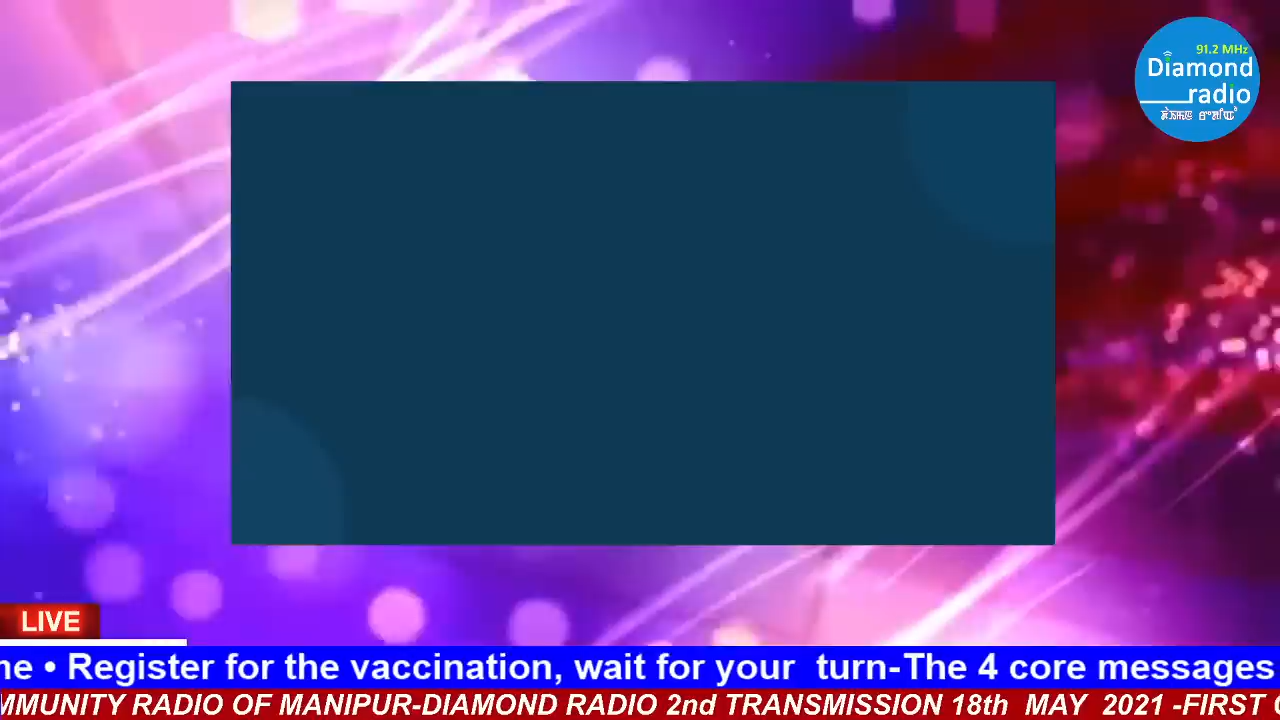 91.2 MHz
Diamond
radio
LIVE
me • Register for the vaccination, wait for your turn-The 4 core messages
MMUNITY RADIO OF MANIPUR-DIAMOND RADIO 2nd TRANSMISSION 18th MAY 2021 -FIRST